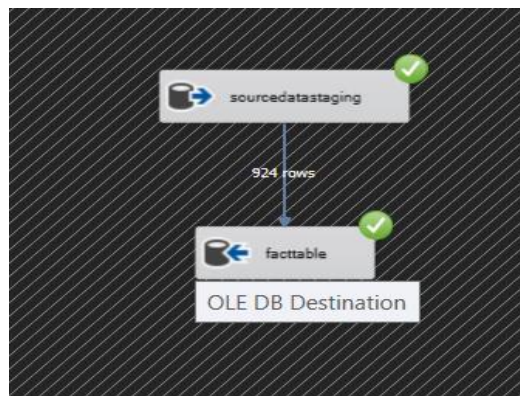 sourcedatastaging
924 rows
facttable
OLE DB Destination